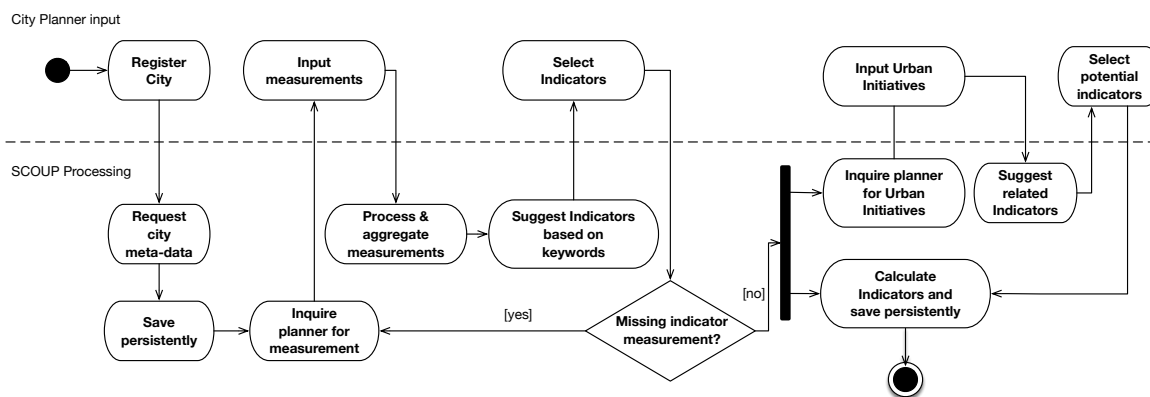 City Planner input
Register
City
Input
measurements
Select
Indicators
Input Urban
Initiatives
Select
potential
indicators
SCOUP Processing
Request
city
meta-data
Process &
aggregate
measurements
Suggest Indicators
based on
keywords
Inquire planner
for Urban
Initiatives
Suggest
related
Indicators
Save
persistently
Inquire
planner for
measurement
[yes]
Missing indicator
measurement?
[no]
Calculate
Indicators and
save persistently